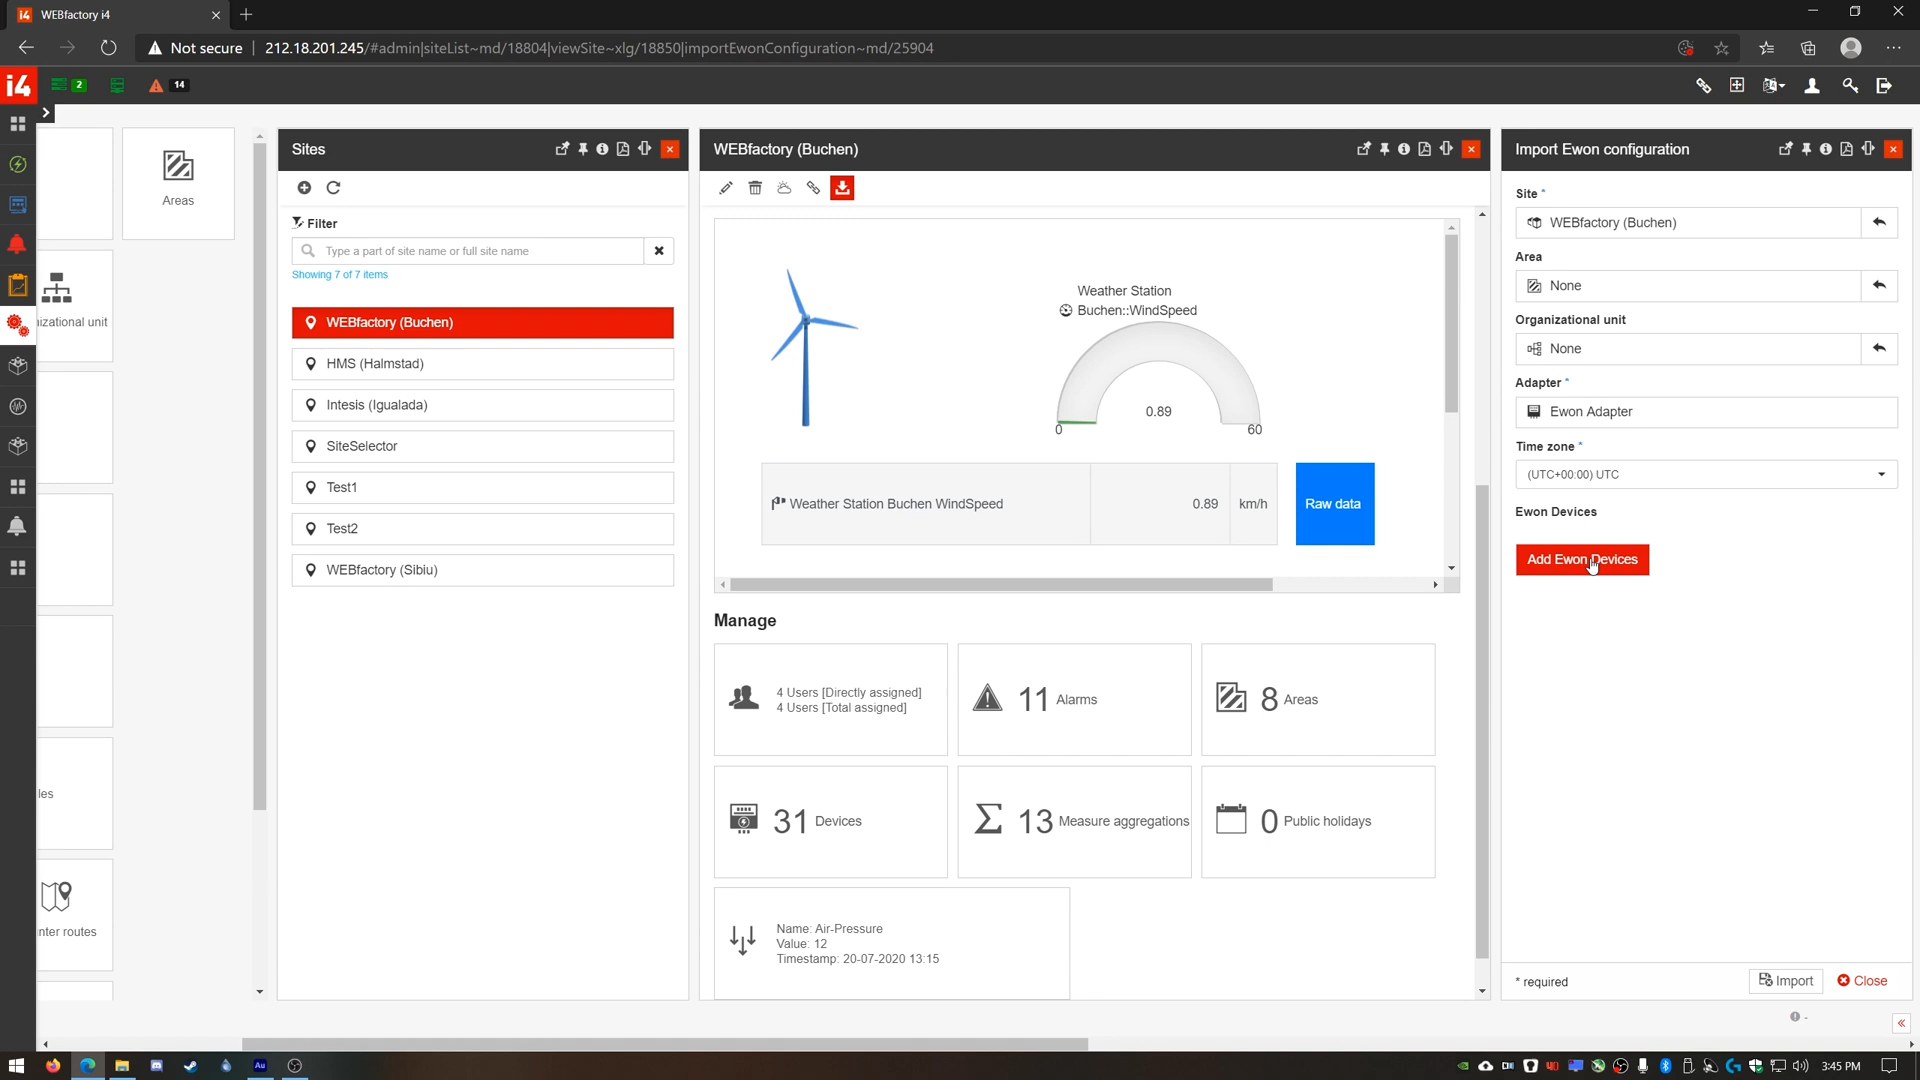 i4 WEBfactory i4
Not secure 212.18.201.245/#admin|siteList~md/18804|viewSite~xlg/18850|importEwonConfiguration~md/25904
i4 2 14
Areas
izational unit
les
nter routes
Sites
Filter
Type a part of site name or full site name
Showing 7 of 7 items
WEBfactory (Buchen)
HMS (Halmstad)
Intesis (Igualada)
SiteSelector
Test1
Test2
WEBfactory (Sibiu)
WEBfactory (Buchen)
Weather Station
Buchen::WindSpeed
0.89
0 60
Weather Station Buchen WindSpeed 0.89 km/h Raw data
Manage
4 Users [Directly assigned]
4 Users [Total assigned]
11 Alarms
8 Areas
31 Devices
13 Measure aggregations
0 Public holidays
Name: Air-Pressure
Value: 12
Timestamp: 20-07-2020 13:15
Import Ewon configuration
Site *
WEBfactory (Buchen)
Area
None
Organizational unit
None
Adapter *
Ewon Adapter
Time zone *
(UTC+00:00) UTC
Ewon Devices
Add Ewon Devices
* required Import Close
-
Au 3:45 PM